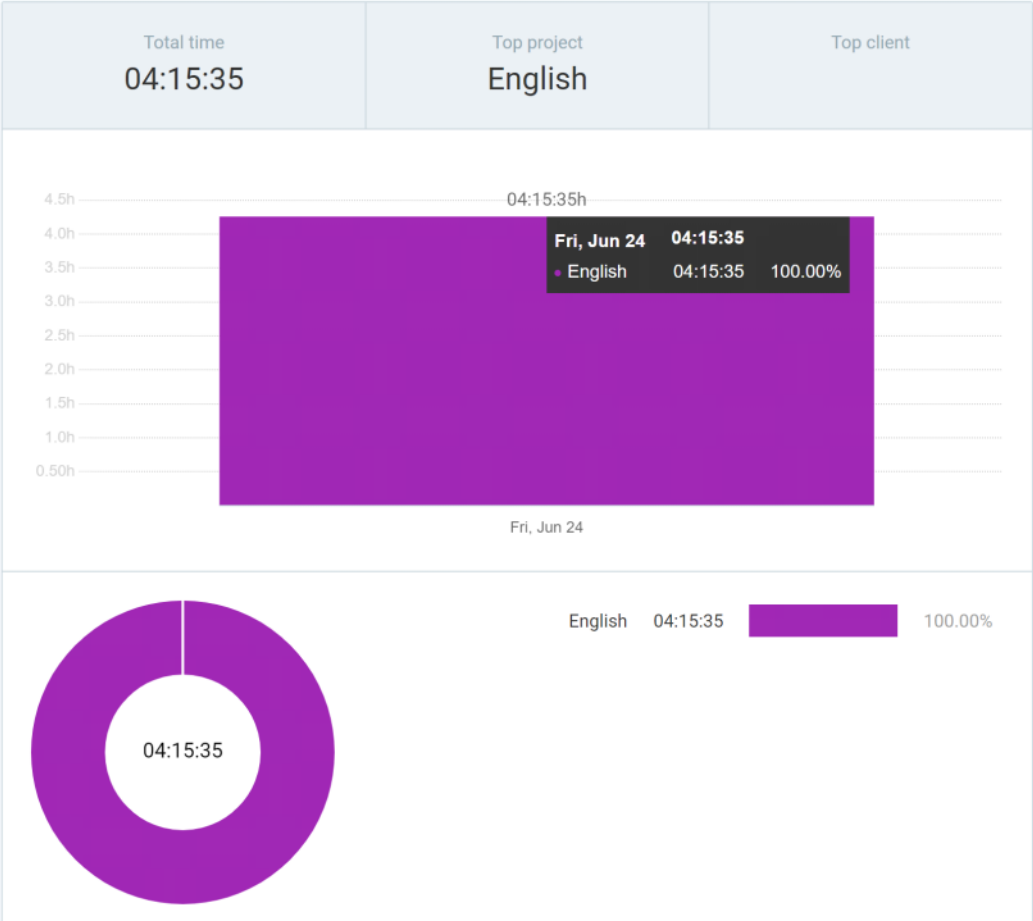 Total time
04:15:35
Top project
English
Top client
04:15:35h
4.5h
4.0h
3.5h
3.0h
2.5h
2.0h
1.5h
1.0h
0.50h
Fri, Jun 24 04:15:35
English 04:15:35 100.00%
Fri, Jun 24
04:15:35
English 04:15:35 100.00%